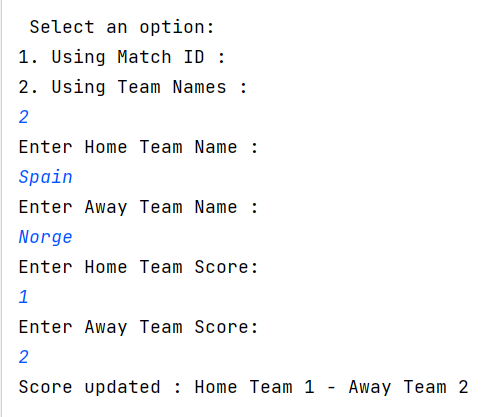 Select an option:
1. Using Match ID :
2. Using Team Names :
2
Enter Home Team Name :
Spain
Enter Away Team Name :
Norge
Enter Home Team Score:
1
Enter Away Team Score:
2
Score updated : Home Team 1 - Away Team 2